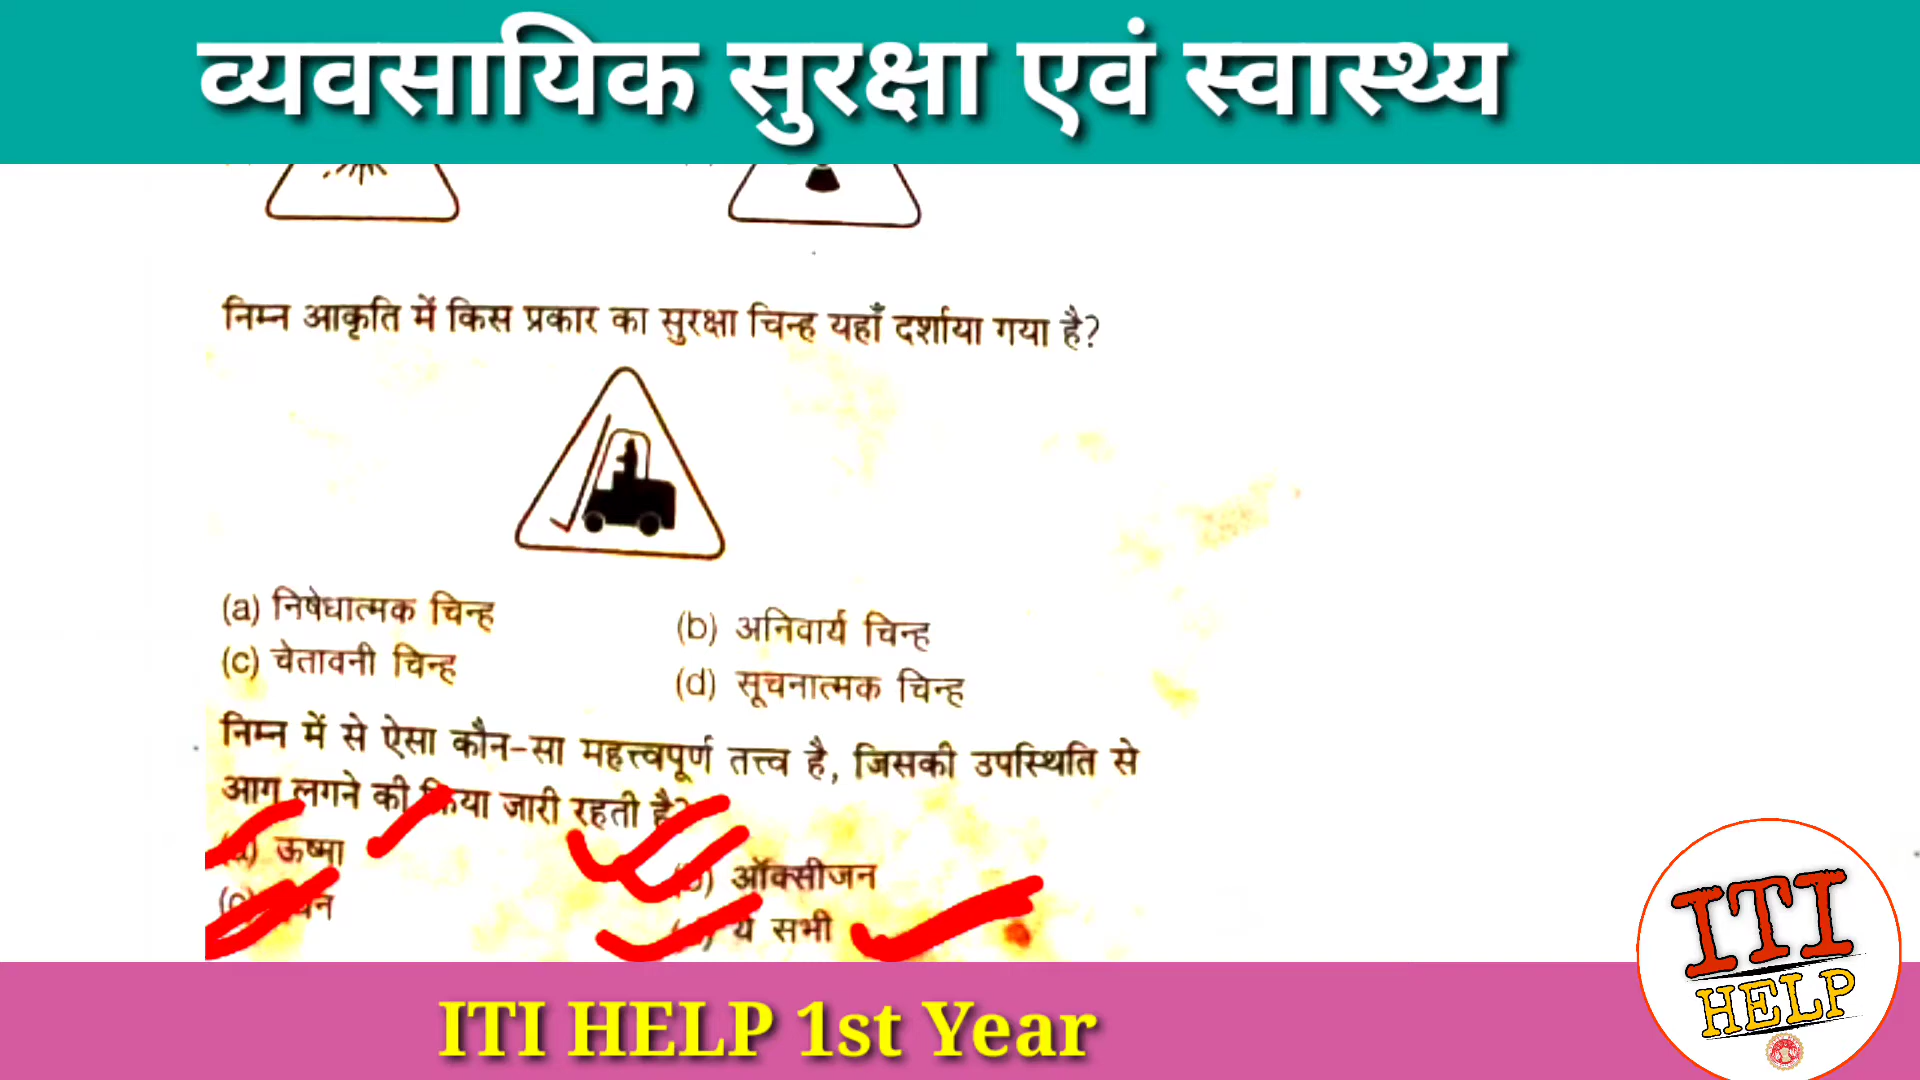 व्यवसायिक सुरक्षा एवं स्वास्थ्य
निम्न आकृति में किस प्रकार का सुरक्षा चिन्ह यहाँ दर्शाया गया है?
(a) निषेधात्मक चिन्ह (b) अनिवार्य चिन्ह
(c) चेतावनी चिन्ह (d) सूचनात्मक चिन्ह
निम्न में से ऐसा कौन-सा महत्त्वपूर्ण तत्त्व है, जिसकी उपस्थिति से
आग लगने की क्रिया जारी रहती है?
ऊष्मा (b) ऑक्सीजन
ये सभी
ITI HELP 1st Year
ITI
HELP